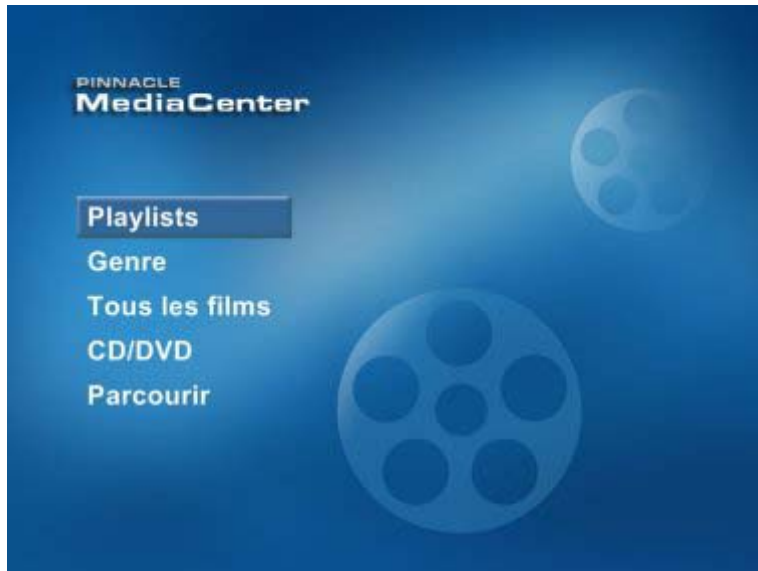 PINNACLE
MediaCenter
Playlists
Genre
Tous les films
CD/DVD
Parcourir